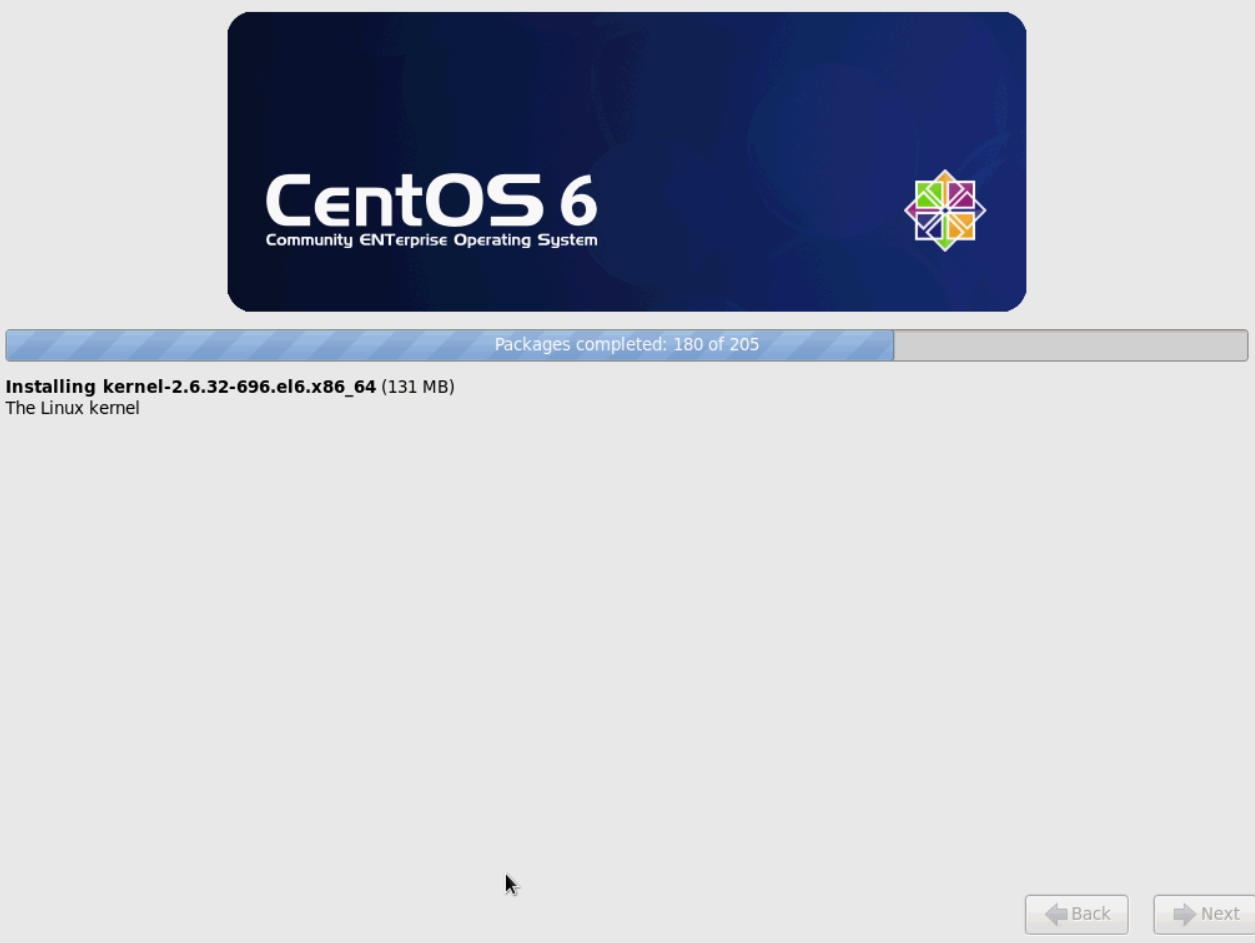 CentOS 6
Community ENTerprise Operating System
Packages completed: 180 of 205
Installing kernel-2.6.32-696.el6.x86_64 (131 MB)
The Linux kernel
Back
Next